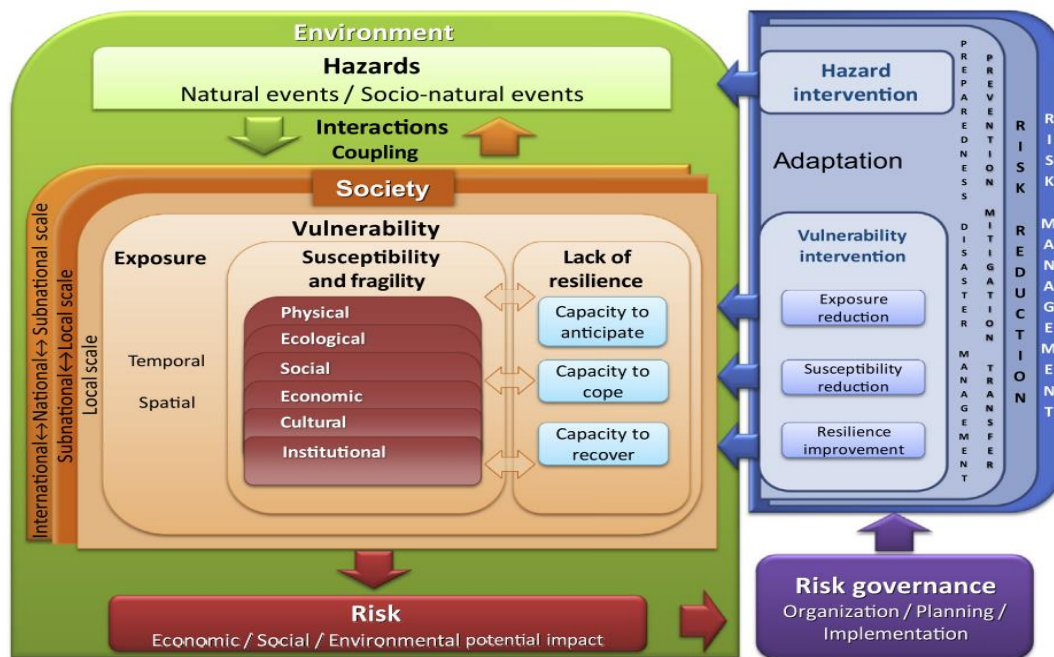 Environment
Hazards
Natural events / Socio-natural events
Interactions
Coupling
International↔National↔Subnational scale
Subnational↔Local scale
Local scale
Society
Vulnerability
Exposure
Temporal
Spatial
Susceptibility
and fragility
Physical
Ecological
Social
Economic
Cultural
Institutional
Lack of
resilience
Capacity to
anticipate
Capacity to
cope
Capacity to
recover
Risk
Economic / Social / Environmental potential impact
Hazard
intervention
Adaptation
Vulnerability
intervention
Exposure
reduction
Susceptibility
reduction
Resilience
improvement
PREPAREDNESS DISASTER MANAGEMENT
PREVENTION MITIGATION TRANSFER
RISK REDUCTION
RISK MANAGEMENT
Risk governance
Organization / Planning /
Implementation